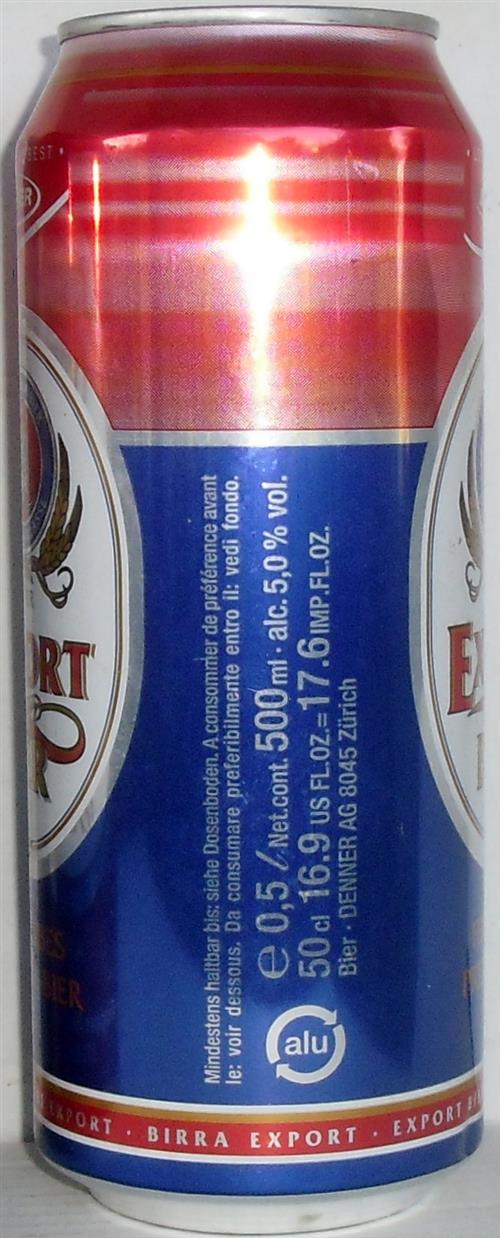 BEST ·
Mindestens haltbar bis: siehe Dosenboden. A consommer de préférence avant
le: voir dessous. Da consumare preferibilmente entro il: vedi fondo.
e 0,5 ℓ Net.cont. 500 ml · alc. 5,0 % vol.
50 cl 16.9 US FL.OZ.=17.6 IMP.FL.OZ.
Bier · DENNER AG 8045 Zürich
alu
ORT
EX
EXPORT · BIRRA EXPORT · EXPORT